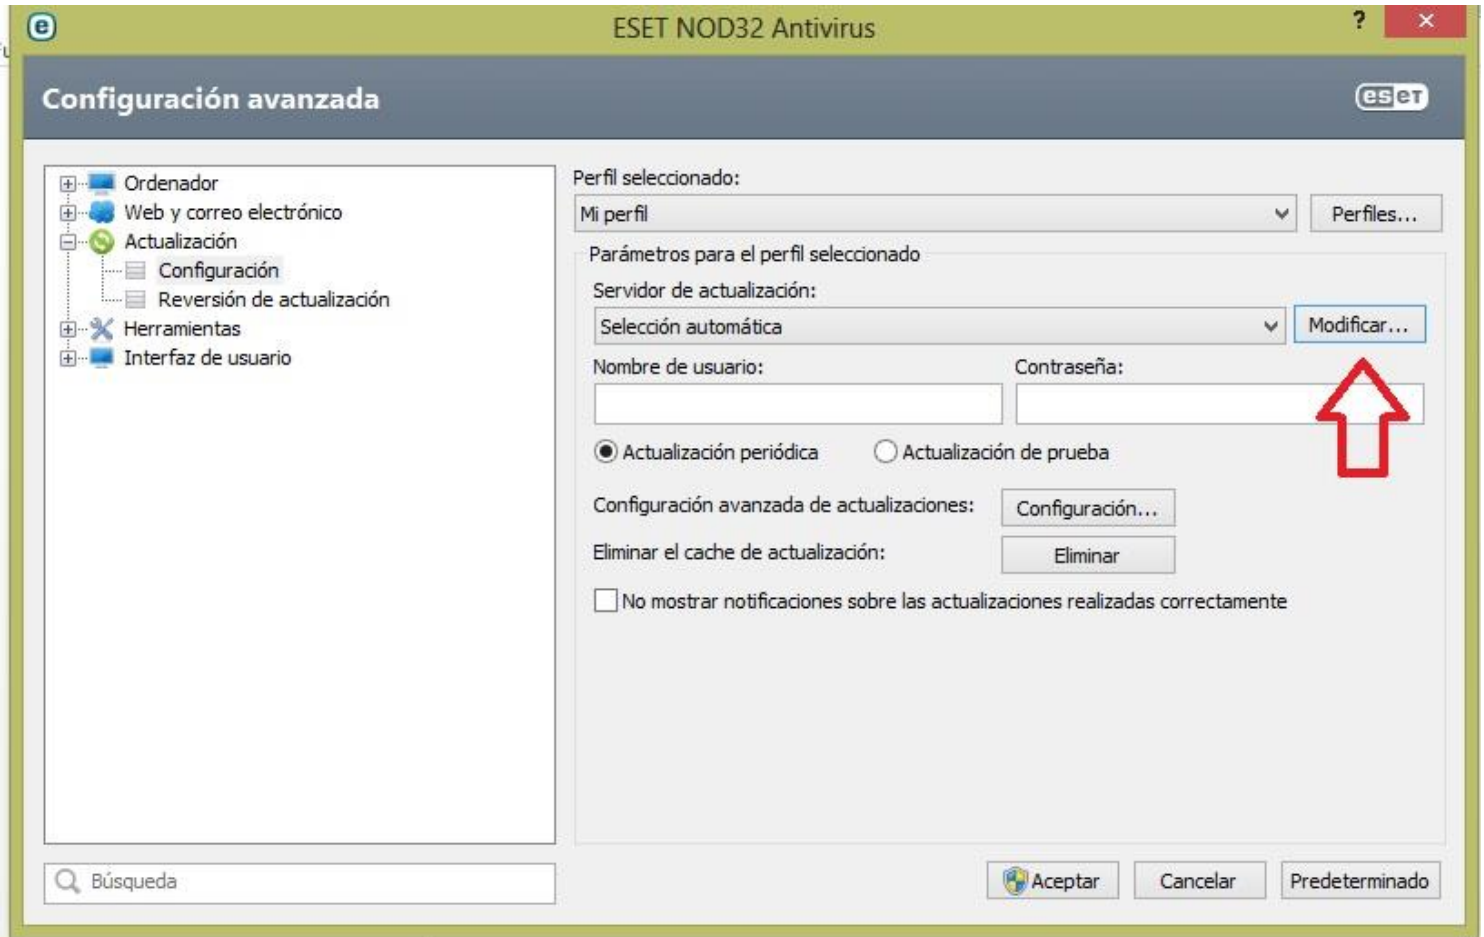 ESET NOD32 Antivirus
?
Configuración avanzada
eseT
Ordenador
Web y correo electrónico
Actualización
Configuración
Reversión de actualización
Herramientas
Interfaz de usuario
Perfil seleccionado:
Mi perfil
Perfiles...
Parámetros para el perfil seleccionado
Servidor de actualización:
Selección automática
Modificar...
Nombre de usuario:
Contraseña:
Actualización periódica
Actualización de prueba
Configuración avanzada de actualizaciones:
Configuración...
Eliminar el cache de actualización:
Eliminar
No mostrar notificaciones sobre las actualizaciones realizadas correctamente
Búsqueda
Aceptar
Cancelar
Predeterminado